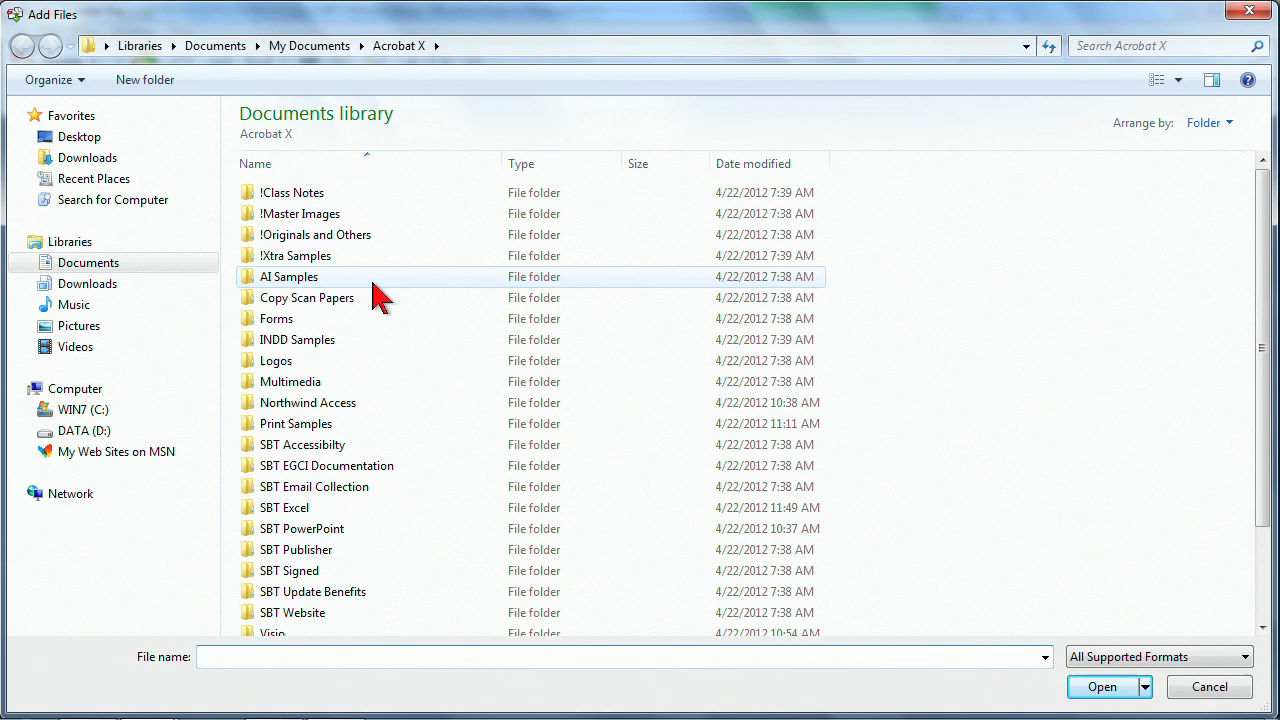 Add Files
Libraries Documents My Documents Acrobat X
Search Acrobat X
Organize New folder
Documents library
Acrobat X
Arrange by: Folder
Name Type Size Date modified
!Class Notes File folder 4/22/2012 7:39 AM
!Master Images File folder 4/22/2012 7:38 AM
!Originals and Others File folder 4/22/2012 7:38 AM
!Xtra Samples File folder 4/22/2012 7:39 AM
AI Samples File folder 4/22/2012 7:38 AM
Copy Scan Papers File folder 4/22/2012 7:38 AM
Forms File folder 4/22/2012 7:38 AM
INDD Samples File folder 4/22/2012 7:39 AM
Logos File folder 4/22/2012 7:38 AM
Multimedia File folder 4/22/2012 7:38 AM
Northwind Access File folder 4/22/2012 10:38 AM
Print Samples File folder 4/22/2012 11:11 AM
SBT Accessibilty File folder 4/22/2012 7:38 AM
SBT EGCI Documentation File folder 4/22/2012 7:38 AM
SBT Email Collection File folder 4/22/2012 7:38 AM
SBT Excel File folder 4/22/2012 11:49 AM
SBT PowerPoint File folder 4/22/2012 10:37 AM
SBT Publisher File folder 4/22/2012 7:38 AM
SBT Signed File folder 4/22/2012 7:38 AM
SBT Update Benefits File folder 4/22/2012 7:38 AM
SBT Website File folder 4/22/2012 7:38 AM
Visio File folder 4/22/2012 10:54 AM
Favorites
Desktop
Downloads
Recent Places
Search for Computer
Libraries
Documents
Downloads
Music
Pictures
Videos
Computer
WIN7 (C:)
DATA (D:)
My Web Sites on MSN
Network
File name:
All Supported Formats
Open
Cancel